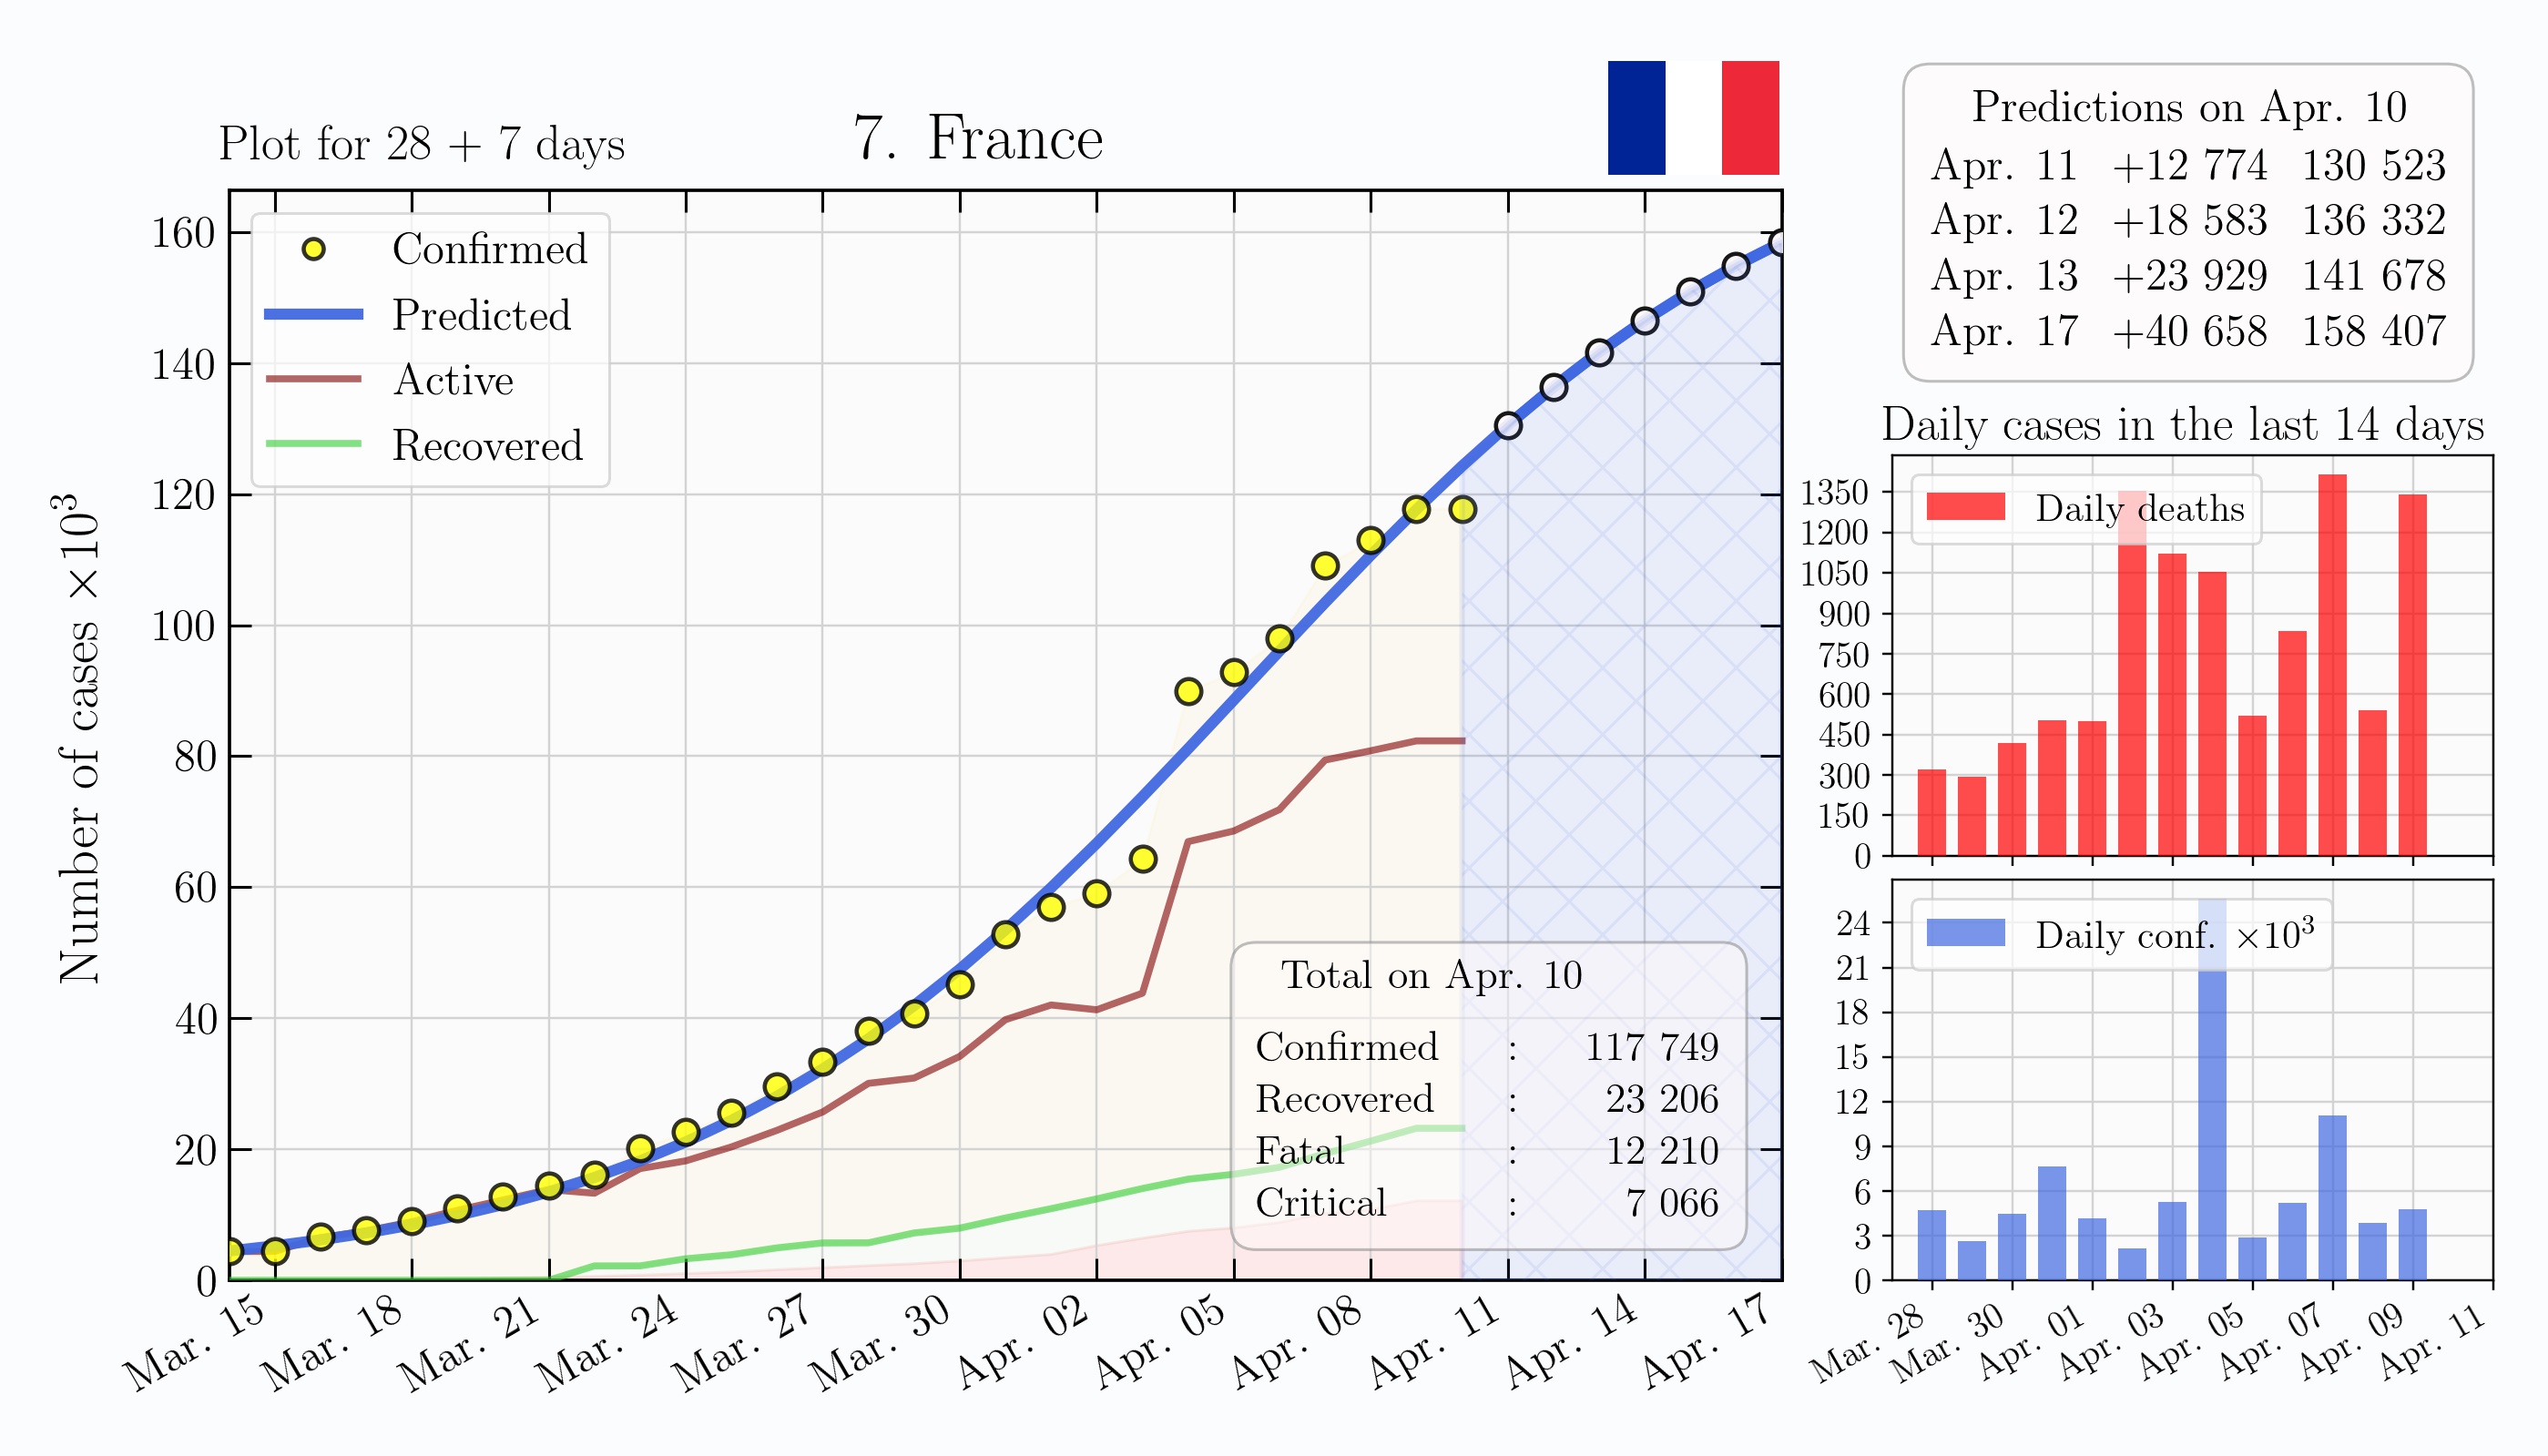 Plot for 28 + 7 days
7. France
Number of cases ×10³
160
140
120
100
80
60
40
20
0
Confirmed
Predicted
Active
Recovered
Total on Apr. 10
Confirmed : 117 749
Recovered : 23 206
Fatal : 12 210
Critical : 7 066
Mar. 15
Mar. 18
Mar. 21
Mar. 24
Mar. 27
Mar. 30
Apr. 02
Apr. 05
Apr. 08
Apr. 11
Apr. 14
Apr. 17
Predictions on Apr. 10
Apr. 11 +12 774 130 523
Apr. 12 +18 583 136 332
Apr. 13 +23 929 141 678
Apr. 17 +40 658 158 407
Daily cases in the last 14 days
Daily deaths
1350
1200
1050
900
750
600
450
300
150
0
Daily conf. ×10³
24
21
18
15
12
9
6
3
0
Mar. 28
Mar. 30
Apr. 01
Apr. 03
Apr. 05
Apr. 07
Apr. 09
Apr. 11